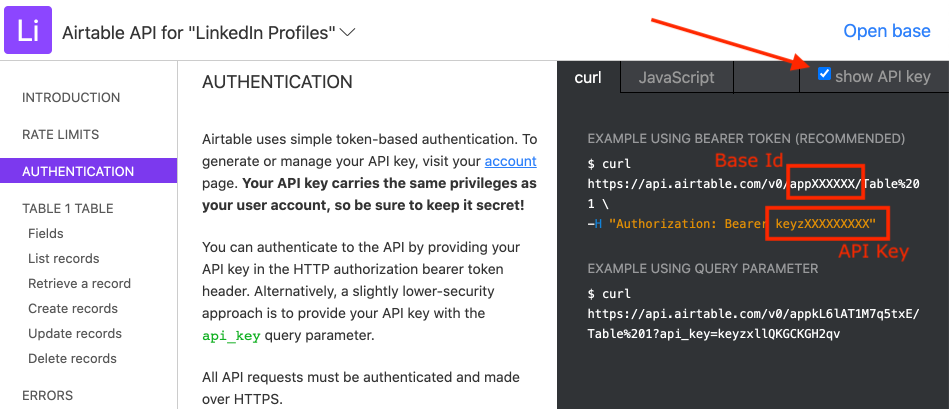 Li
Airtable API for "LinkedIn Profiles"
Open base
INTRODUCTION
RATE LIMITS
AUTHENTICATION
TABLE 1 TABLE
Fields
List records
Retrieve a record
Create records
Update records
Delete records
ERRORS
AUTHENTICATION
Airtable uses simple token-based authentication. To
generate or manage your API key, visit your account
page. Your API key carries the same privileges as
your user account, so be sure to keep it secret!
You can authenticate to the API by providing your
API key in the HTTP authorization bearer token
header. Alternatively, a slightly lower-security
approach is to provide your API key with the
api_key query parameter.
All API requests must be authenticated and made
over HTTPS.
curl
JavaScript
show API key
EXAMPLE USING BEARER TOKEN (RECOMMENDED)
$ curl
Base Id
https://api.airtable.com/v0/appXXXXXX/Table%20
1 \
-H "Authorization: Bearer keyzXXXXXXXXX"
API Key
EXAMPLE USING QUERY PARAMETER
$ curl
https://api.airtable.com/v0/appkL6lAT1M7q5txE/
Table%201?api_key=keyzxllQKGCKGH2qv